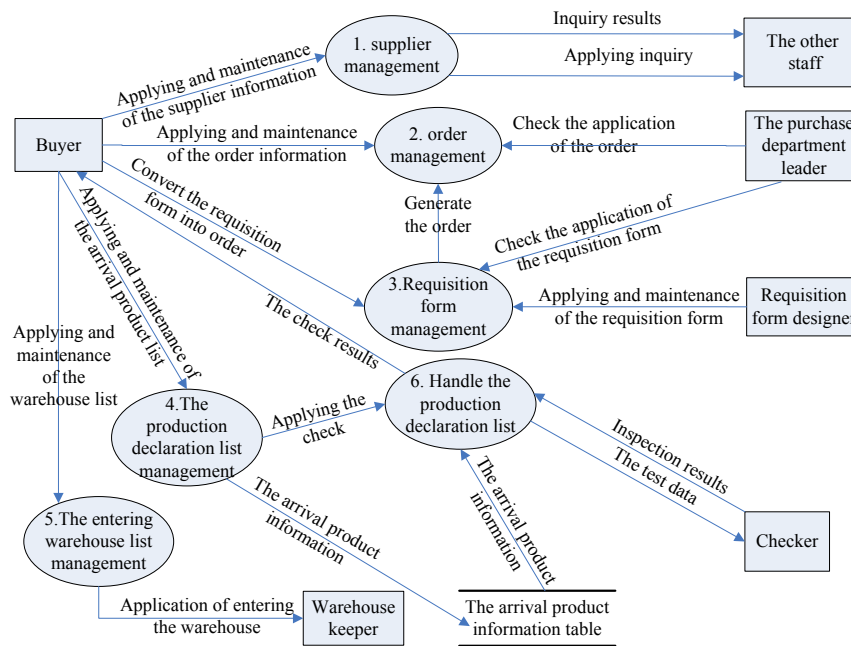 Inquiry results
1. supplier
management
The other
staff
Applying inquiry
Applying and maintenance
of the supplier information
Buyer
Applying and maintenance
of the order information
2. order
management
Check the application
of the order
The purchase
department
leader
Convert the requisition
form into order
Generate
the order
Check the application of
the requisition form
Applying and maintenance of
the arrival product list
3.Requisition
form
management
Applying and maintenance
of the requisition form
Requisition
form designer
The check results
Applying and
maintenance
of the
warehouse list
6. Handle the
production
declaration list
4.The
production
declaration list
management
Applying the
check
Inspection results
The test data
The arrival product
information
The arrival product
information
5.The entering
warehouse list
management
Checker
Application of entering
the warehouse
Warehouse
keeper
The arrival product
information table